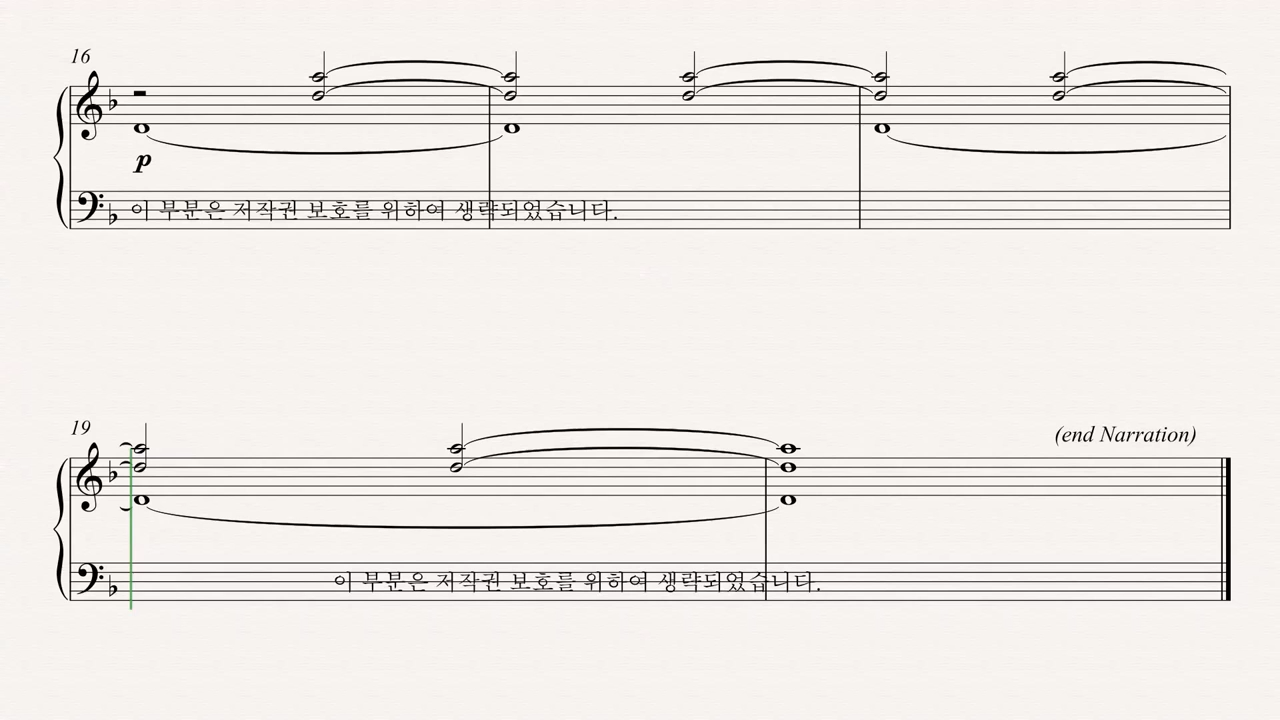 16
p
이 부분은 저작권 보호를 위하여 생략되었습니다.
19
(end Narration)
이 부분은 저작권 보호를 위하여 생략되었습니다.